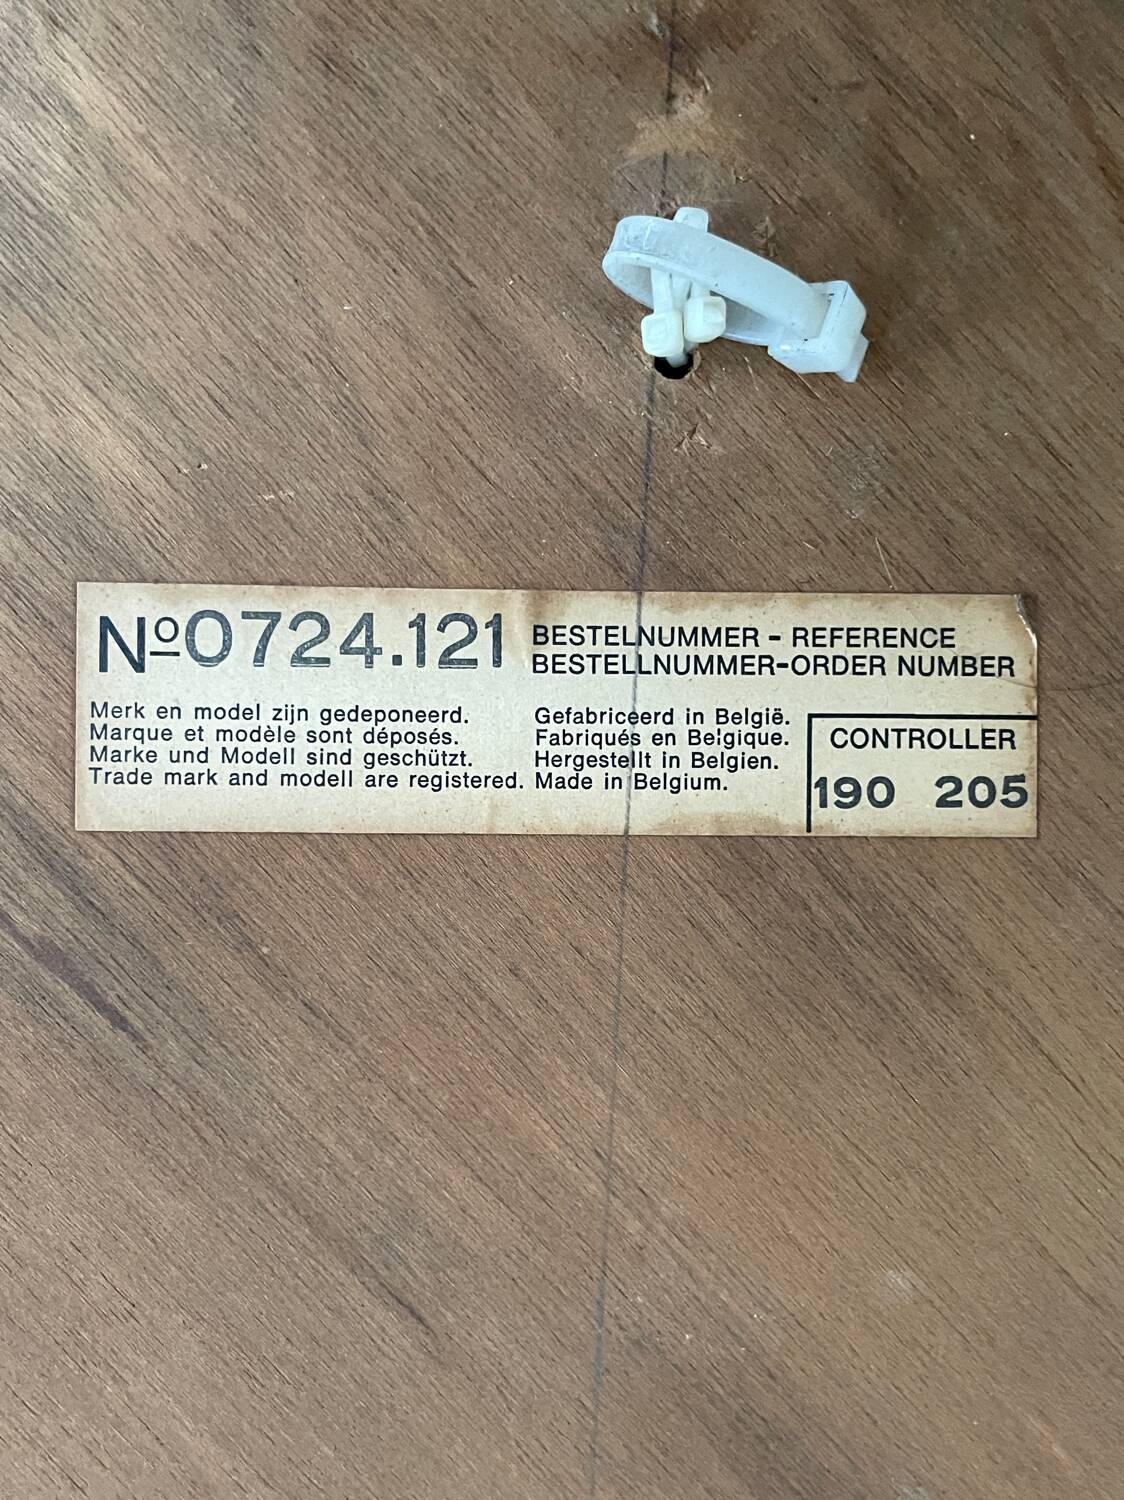 Nº0724.121
BESTELNUMMER - REFERENCE
BESTELLNUMMER-ORDER NUMBER
Merk en model zijn gedeponeerd.
Marque et modèle sont déposés.
Marke und Modell sind geschützt.
Trade mark and modell are registered.
Gefabriceerd in België.
Fabriqués en Belgique.
Hergestellt in Belgien.
Made in Belgium.
CONTROLLER
190 205